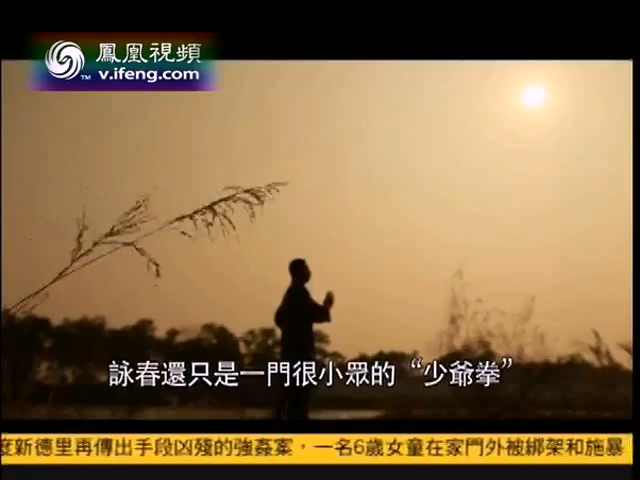 鳳凰視頻
v.ifeng.com
TM
詠春還只是一門很小眾的“少爺拳”
度新德里再傳出手段凶殘的強姦案，一名6歲女童在家門外被綁架和施暴